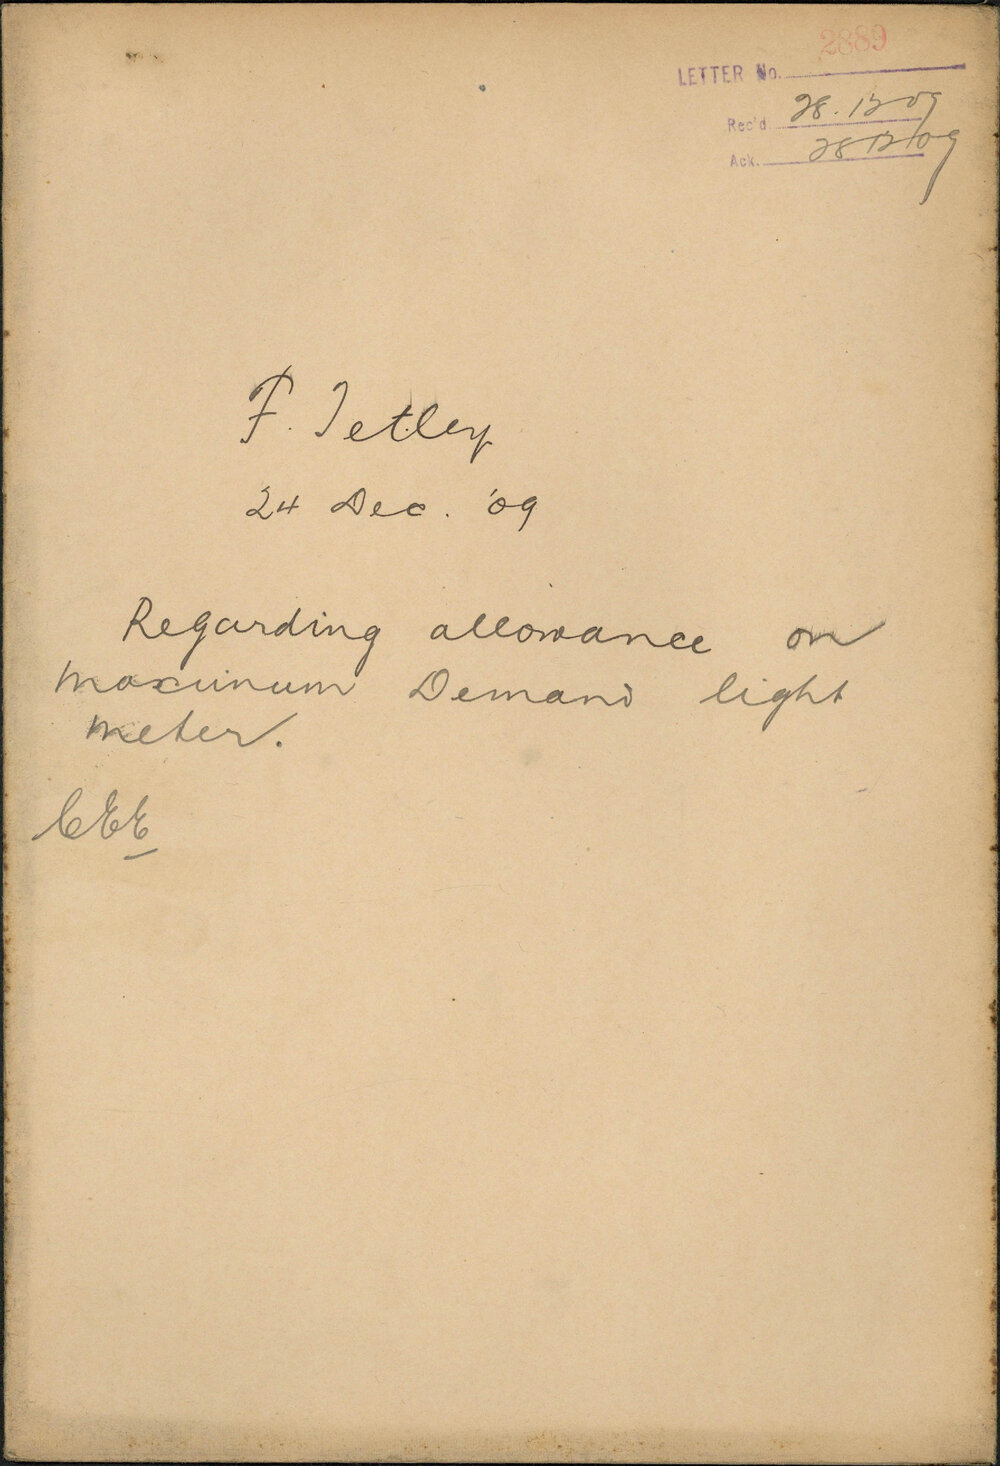 LETTER No. 2889
Rec'd 28.12 09
Ack. 28 12/09
F. Tetley
24 Dec. '09
Regarding allowance on
maximum Demand light
meter.
CEE